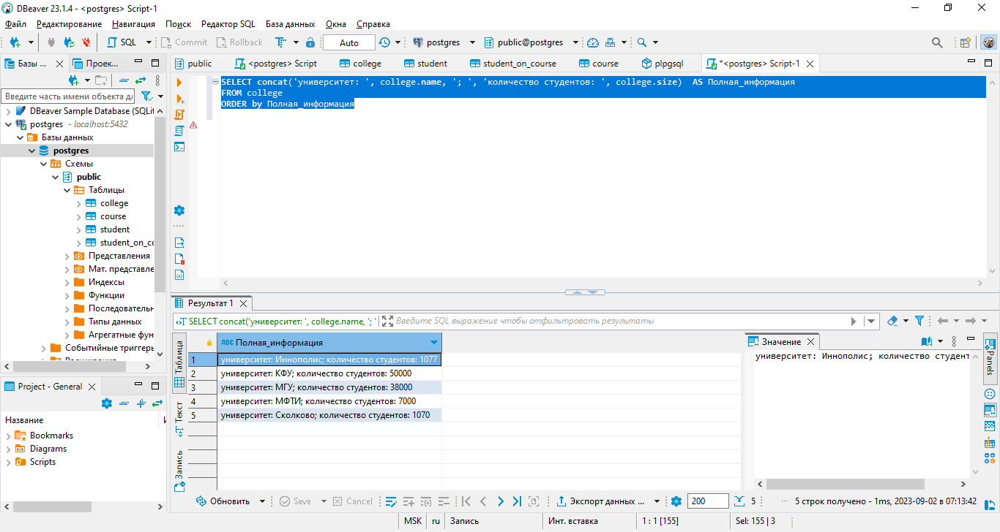 DBeaver 23.1.4 - <postgres> Script-1
Файл Редактирование Навигация Поиск Редактор SQL База данных Окна Справка
SQL Commit Rollback Auto postgres public@postgres
Базы ... Проек...
public <postgres> Script college student student_on_course course plpgsql *<postgres> Script-1
Введите часть имени объекта дл
DBeaver Sample Database (SQLit
postgres - localhost:5432
Базы данных
postgres
Схемы
public
Таблицы
college
course
student
student_on_co
Представления
Мат. представле
Индексы
Функции
Последовательн
Типы данных
Агрегатные фун
Событийные триггеры
SELECT concat('университет: ', college.name, '; ', 'количество студентов: ', college.size)  AS Полная_информация
FROM college
ORDER by Полная_информация
Project - General
Название
Bookmarks
Diagrams
Scripts
Результат 1
SELECT concat('университет: ', college.name, '; '
Введите SQL выражение чтобы отфильтровать результаты
Таблица
Текст
Запись
ABC Полная_информация
1 университет: Иннополис; количество студентов: 1077
2 университет: КФУ; количество студентов: 50000
3 университет: МГУ; количество студентов: 38000
4 университет: МФТИ; количество студентов: 7000
5 университет: Сколково; количество студентов: 1070
Значение
университет: Иннополис; количество студент
Panels
Обновить Save Cancel Экспорт данных ... 200 5 5 строк получено - 1ms, 2023-09-02 в 07:13:42
MSK ru Запись Инт. вставка 1 : 1 [155] Sel: 155 | 3